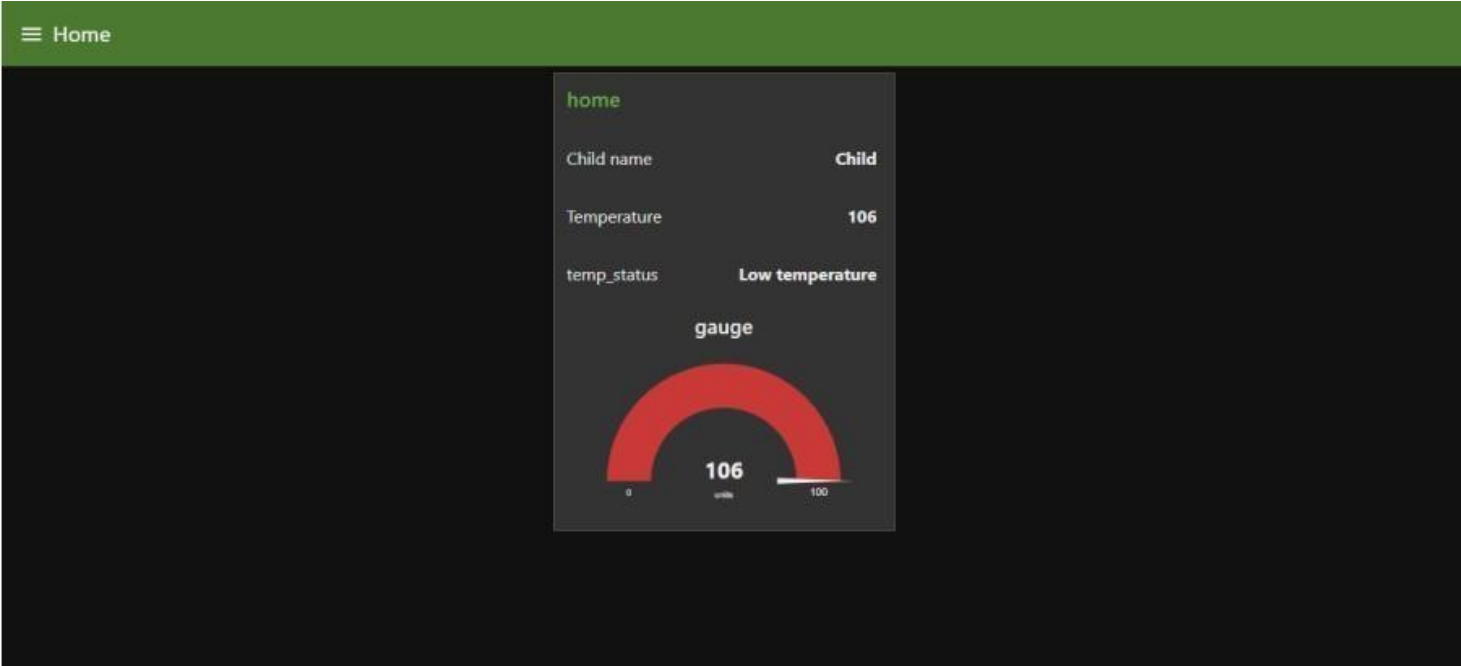 Home
home
Child name Child
Temperature 106
temp_status Low temperature
gauge
106
0 units 100